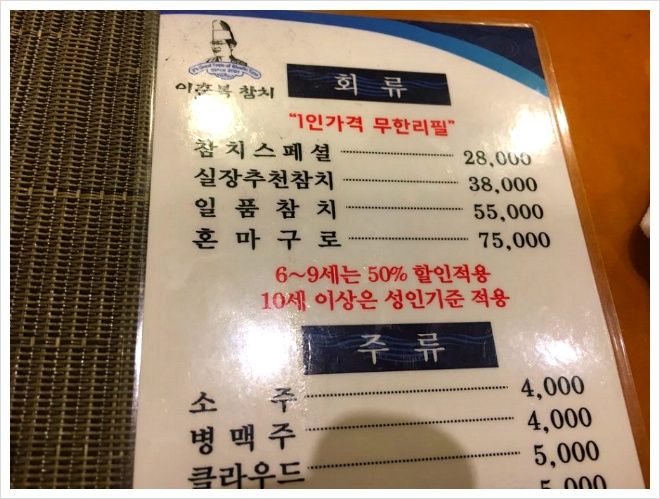 이춘복 참치
회 류
"1인가격 무한리필"
참치스페셜 28,000
실장추천참치 38,000
일 품 참 치 55,000
혼 마 구 로 75,000
6~9세는 50% 할인적용
10세 이상은 성인기준 적용
주 류
소 주 4,000
병 맥 주 4,000
클라우드 5,000
5,000